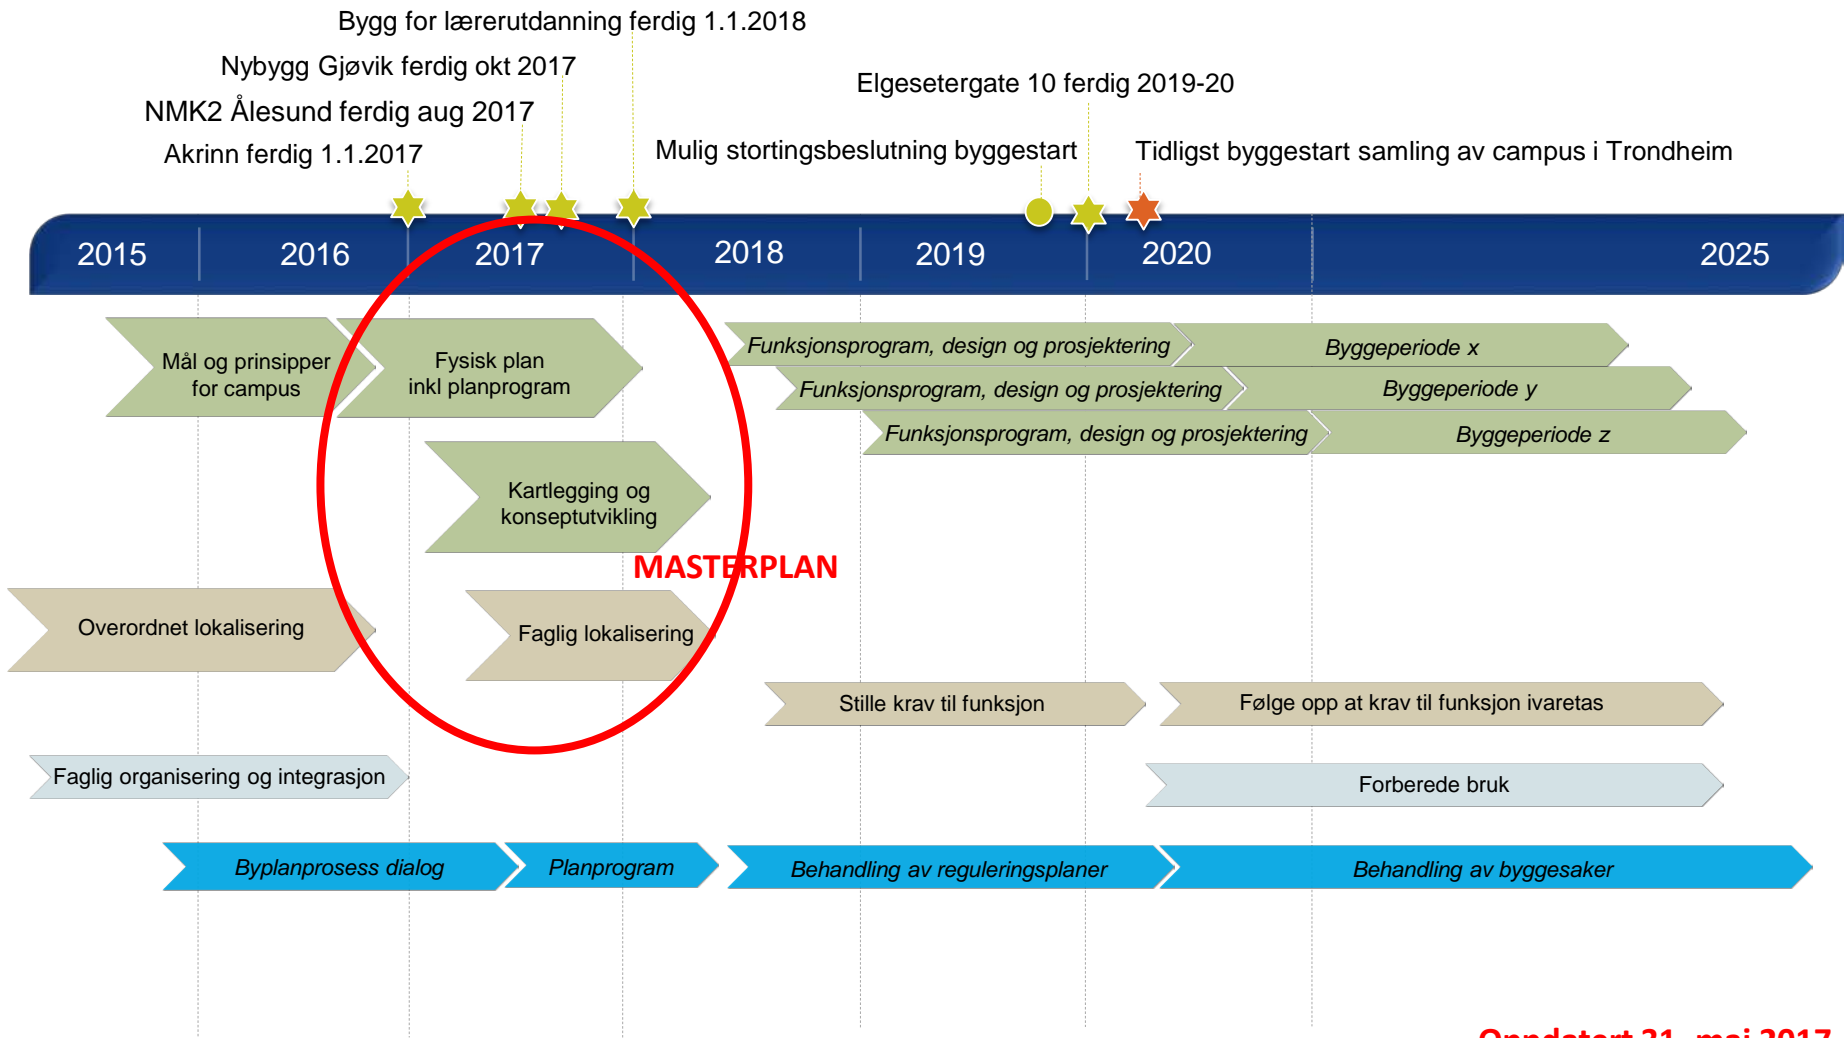 Bygg for lærerutdanning ferdig 1.1.2018
Nybygg Gjøvik ferdig okt 2017
NMK2 Ålesund ferdig aug 2017
Akrinn ferdig 1.1.2017
Elgesetergate 10 ferdig 2019-20
Mulig stortingsbeslutning byggestart
Tidligst byggestart samling av campus i Trondheim
2015
2016
2017
2018
2019
2020
2025
Mål og prinsipper
for campus
Fysisk plan
inkl planprogram
Funksjonsprogram, design og prosjektering
Byggeperiode x
Funksjonsprogram, design og prosjektering
Byggeperiode y
Funksjonsprogram, design og prosjektering
Byggeperiode z
Kartlegging og
konseptutvikling
MASTERPLAN
Overordnet lokalisering
Faglig lokalisering
Stille krav til funksjon
Følge opp at krav til funksjon ivaretas
Faglig organisering og integrasjon
Forberede bruk
Byplanprosess dialog
Planprogram
Behandling av reguleringsplaner
Behandling av byggesaker
Oppdatert 31. mai 2017